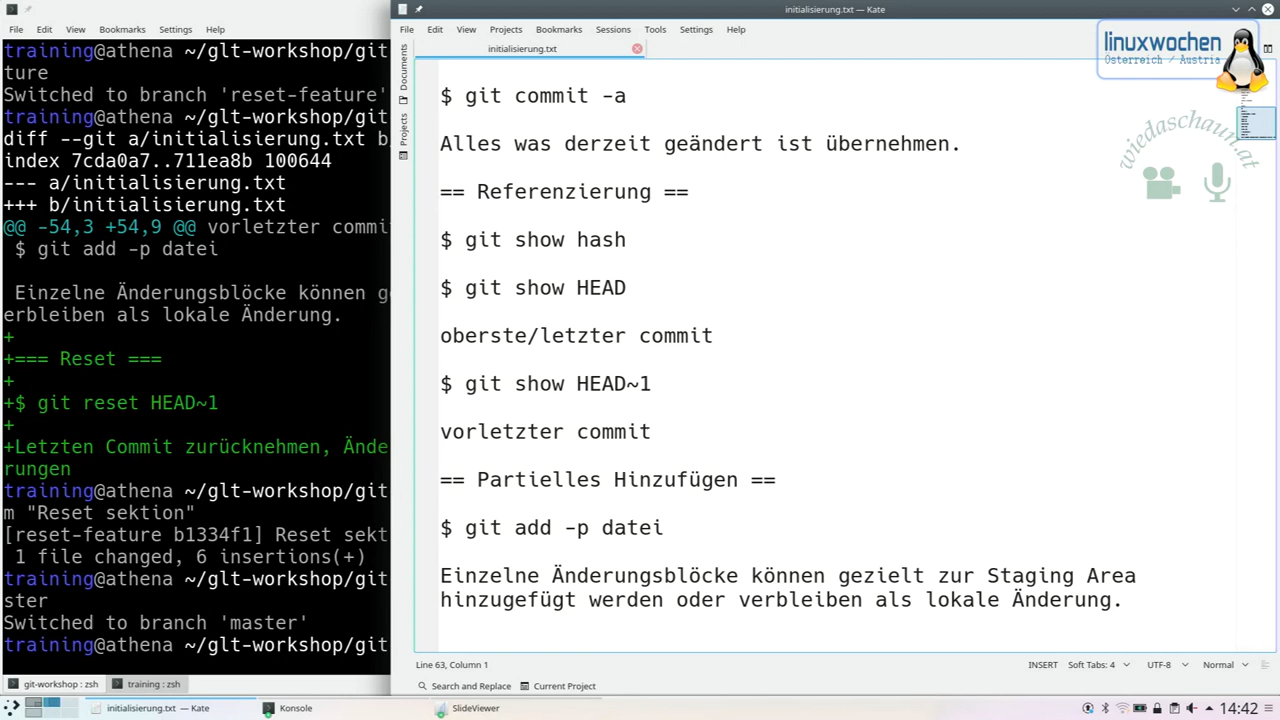 File Edit View Bookmarks Settings Help
training@athena ~/glt-workshop/git
ture
Switched to branch 'reset-feature'
training@athena ~/glt-workshop/git
diff --git a/initialisierung.txt b
index 7cda0a7..711ea8b 100644
--- a/initialisierung.txt
+++ b/initialisierung.txt
@@ -54,3 +54,9 @@ vorletzter commi
$ git add -p datei
Einzelne Änderungsblöcke können g
erbleiben als lokale Änderung.
+
+=== Reset ===
+
+$ git reset HEAD~1
+
+Letzten Commit zurücknehmen, Ände
rungen
training@athena ~/glt-workshop/git
m "Reset sektion"
[reset-feature b1334f1] Reset sekt
1 file changed, 6 insertions(+)
training@athena ~/glt-workshop/git
ster
Switched to branch 'master'
training@athena ~/glt-workshop/git
git-workshop : zsh training : zsh
initialisierung.txt — Kate
File Edit View Projects Bookmarks Sessions Tools Settings Help
initialisierung.txt
Documents
Projects
linuxwochen
Österreich / Austria
wiedaschaun.at
$ git commit -a
Alles was derzeit geändert ist übernehmen.
== Referenzierung ==
$ git show hash
$ git show HEAD
oberste/letzter commit
$ git show HEAD~1
vorletzter commit
== Partielles Hinzufügen ==
$ git add -p datei
Einzelne Änderungsblöcke können gezielt zur Staging Area
hinzugefügt werden oder verbleiben als lokale Änderung.
Line 63, Column 1 INSERT Soft Tabs: 4 UTF-8 Normal
Search and Replace Current Project
initialisierung.txt — Kate Konsole SlideViewer 14:42